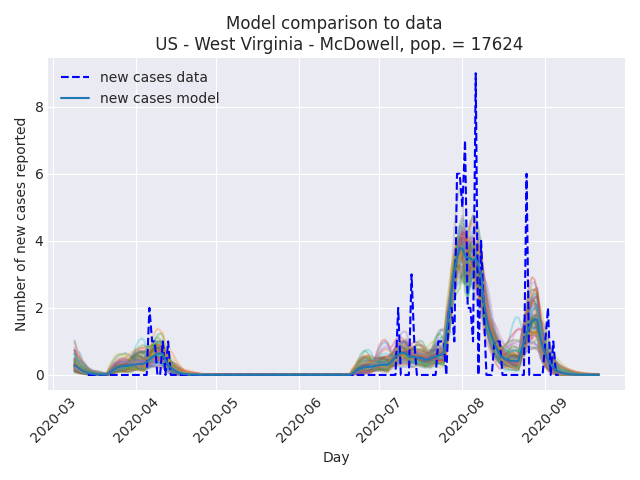 Model comparison to data
US - West Virginia - McDowell, pop. = 17624
new cases data
new cases model
Number of new cases reported
8
6
4
2
0
2020-03
2020-04
2020-05
2020-06
2020-07
2020-08
2020-09
Day